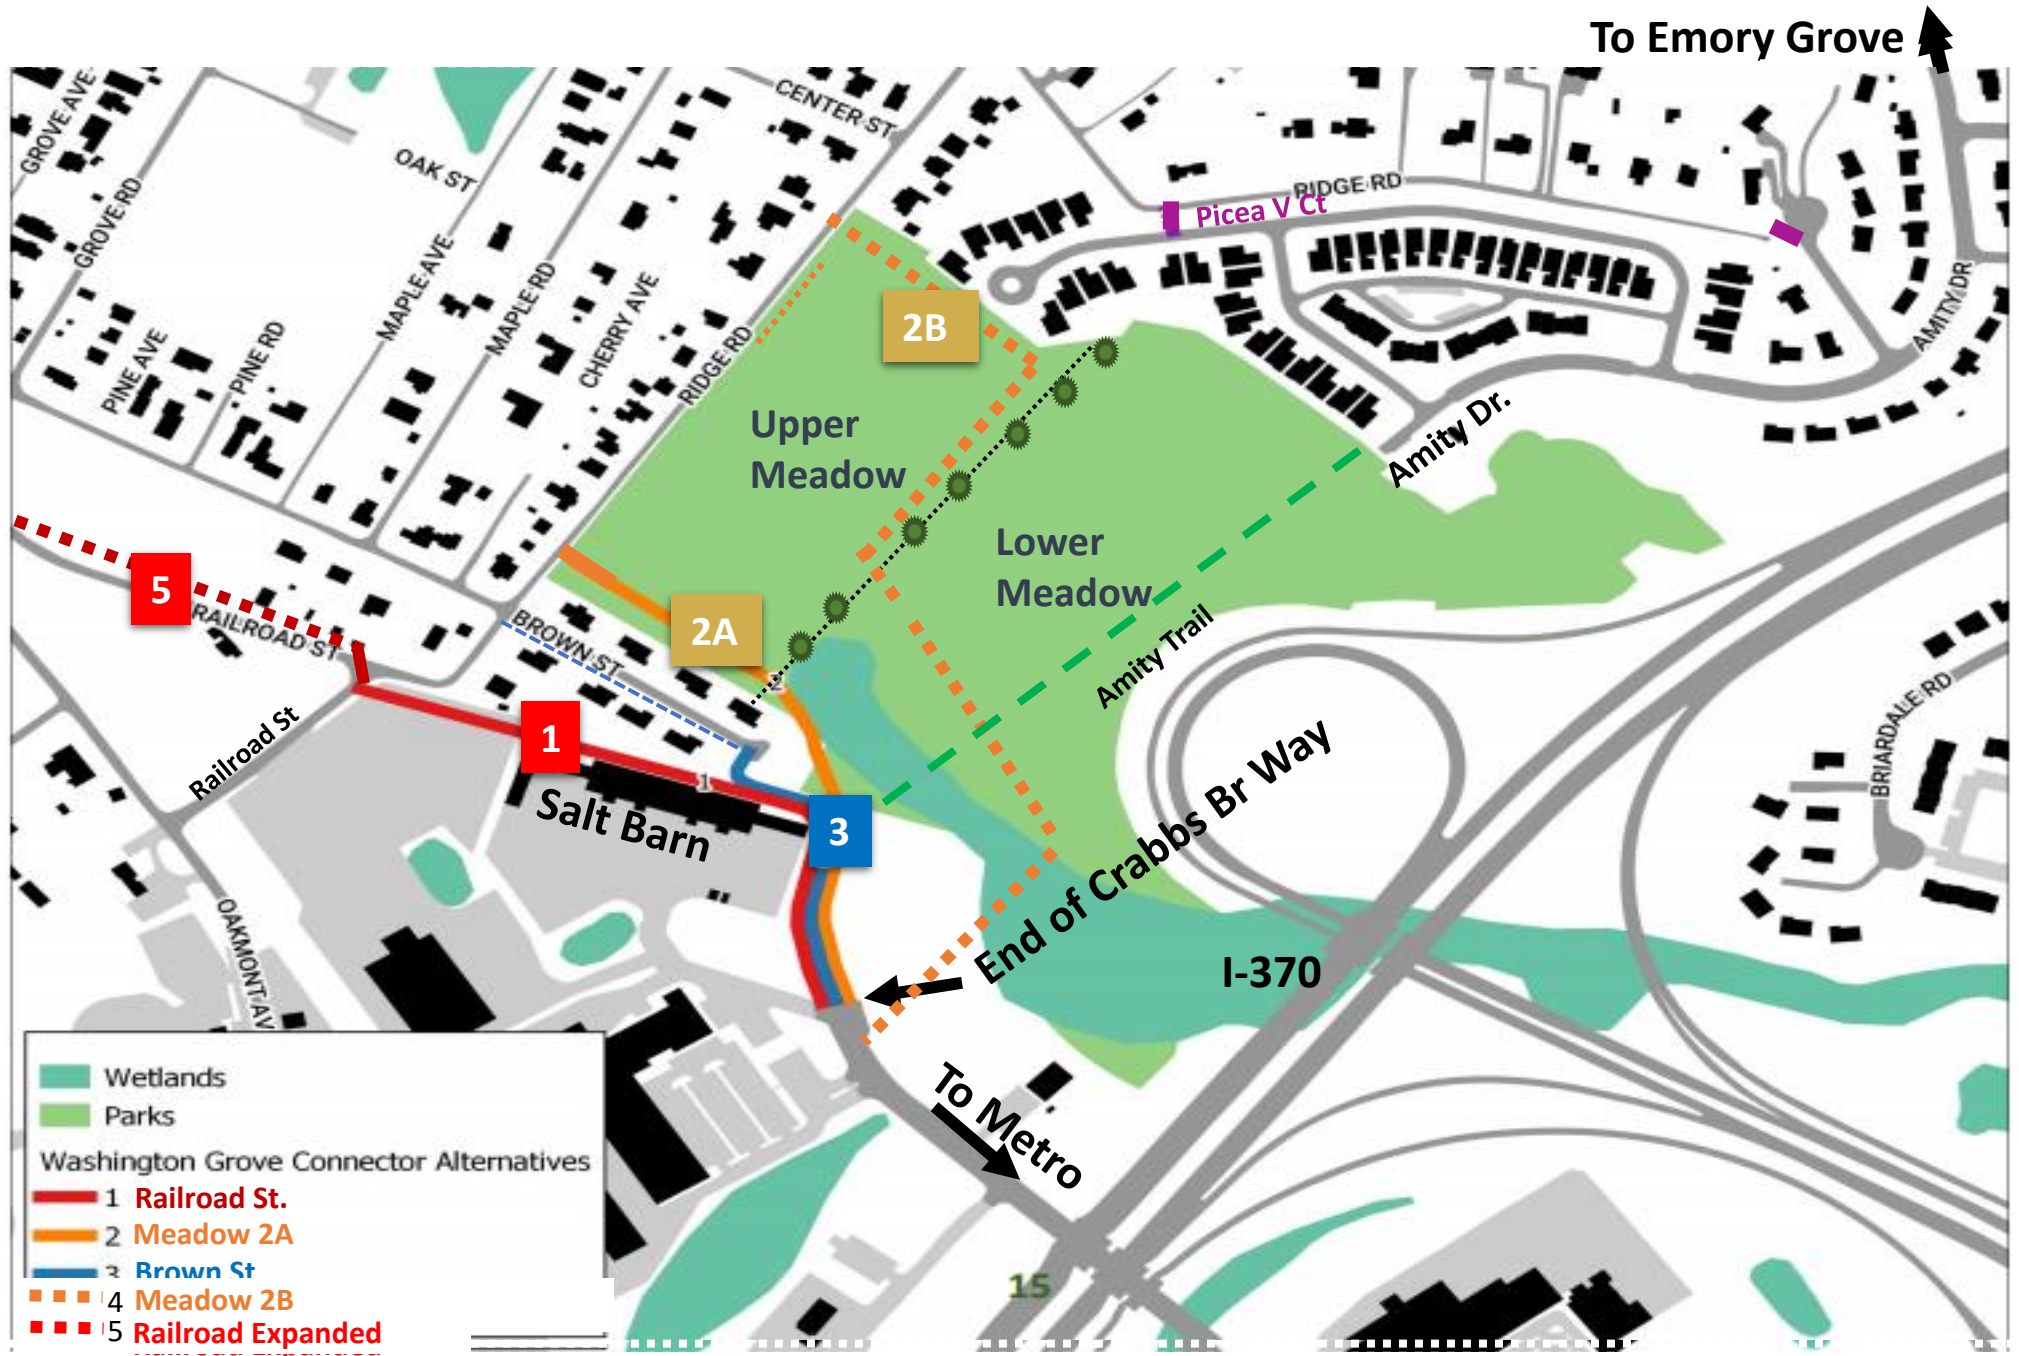 To Emory Grove
GROVE AVE
CENTER ST
OAK ST
GROVE RD
RIDGE RD
Picea V Ct
MAPLE AVE
MAPLE RD
CHERRY AVE
RIDGE RD
AMITY DR
PINE AVE
PINE RD
2B
Upper
Meadow
Amity Dr.
Lower
Meadow
5
RAILROAD ST
BROWN ST
2A
2
Amity Trail
Railroad St
1
1
Salt Barn
3
BRIARDALE RD
End of Crabbs Br Way
OAKMONT AV
I-370
To Metro
15
Wetlands
Parks
Washington Grove Connector Alternatives
1 Railroad St.
2 Meadow 2A
3 Brown St
4 Meadow 2B
5 Railroad Expanded
Railroad Expanded